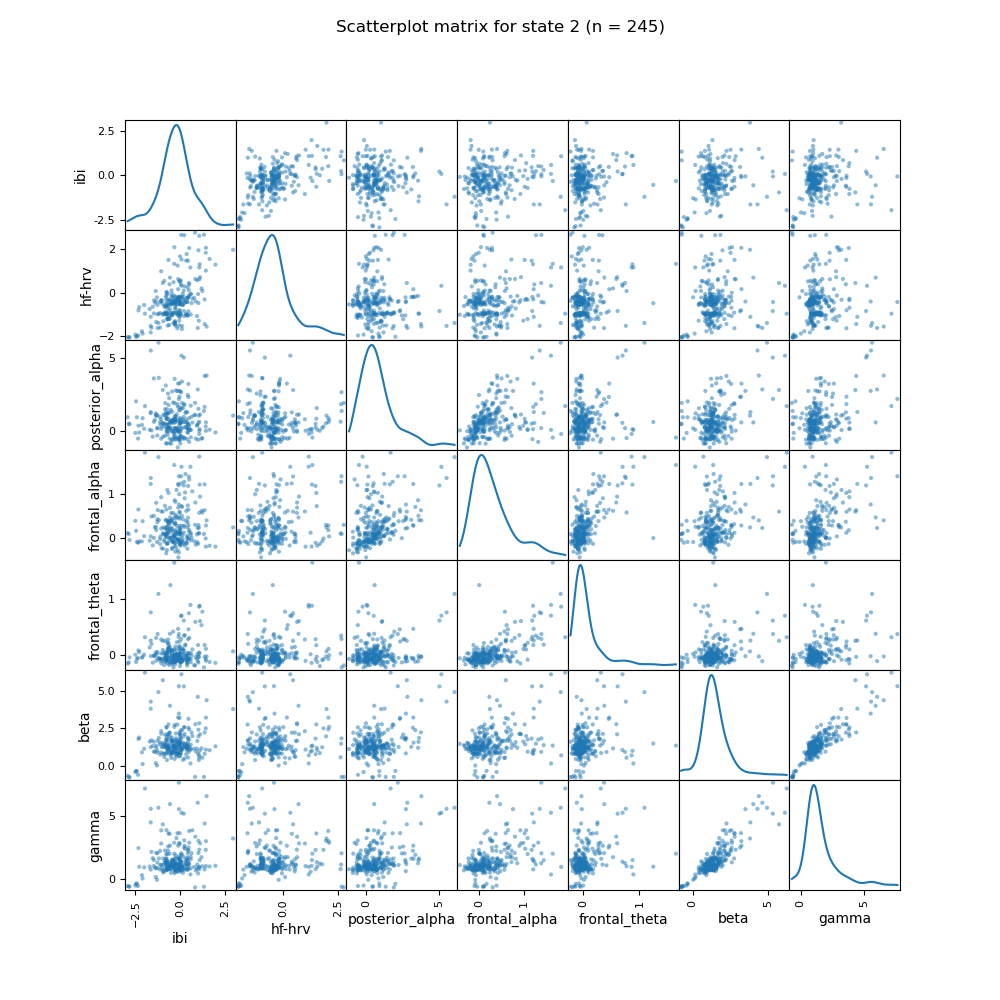 Scatterplot matrix for state 2 (n = 245)
ibi
2.5
0.0
−2.5
hf-hrv
2
0
−2
posterior_alpha
5
0
frontal_alpha
1
0
frontal_theta
1
0
beta
5.0
2.5
0.0
gamma
5
0
−2.5 0.0 2.5 0.0 2.5 0 5 0 1 0 1 0 5 0 5
ibi hf-hrv posterior_alpha frontal_alpha frontal_theta beta gamma